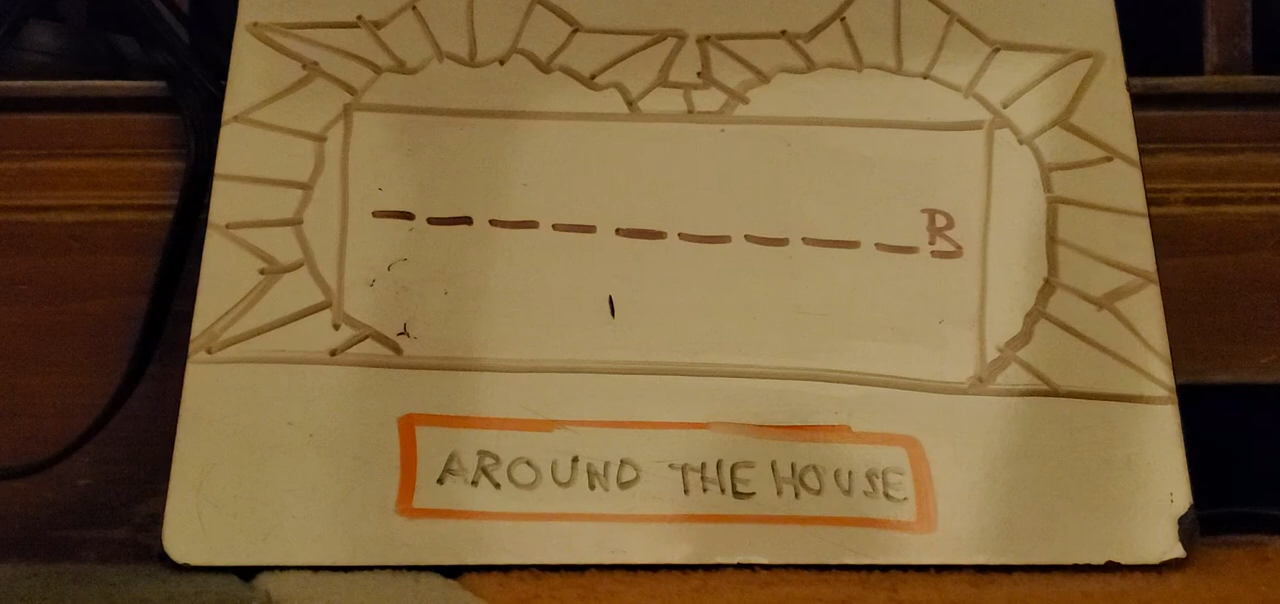 _ _ _ _ _ _ _ _ _ R
AROUND THE HOUSE